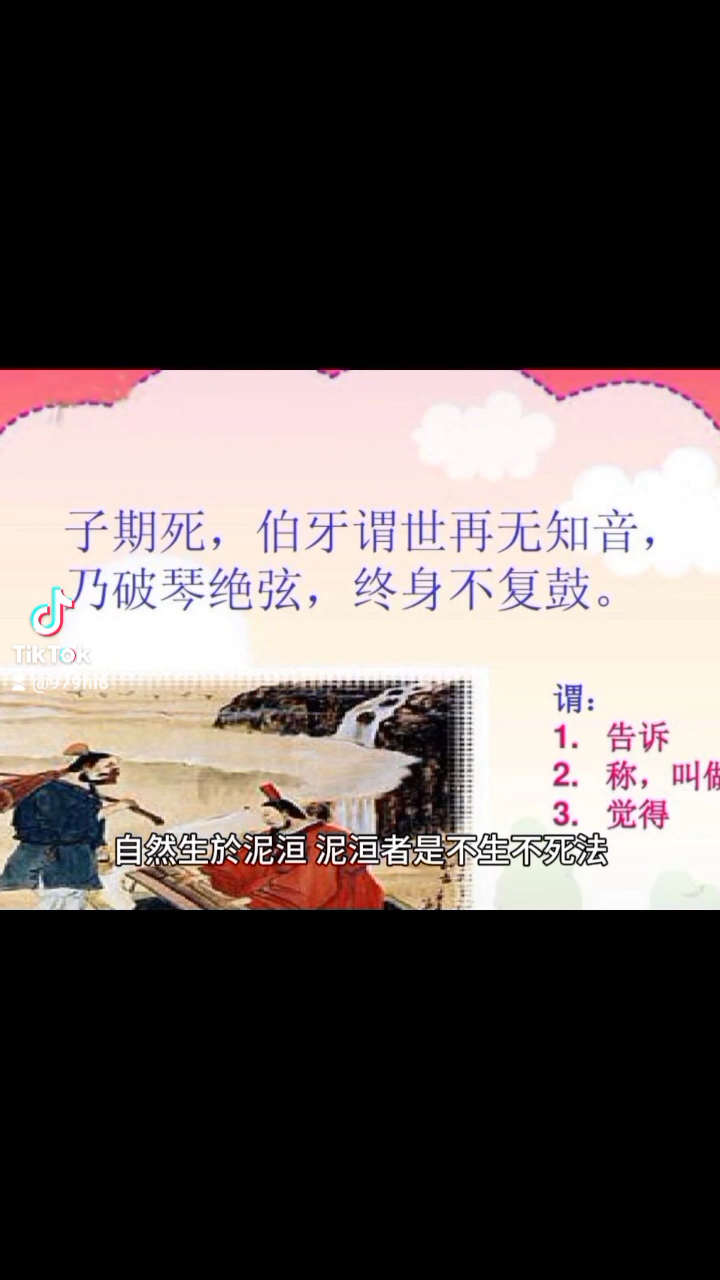 子期死，伯牙谓世再无知音，
乃破琴绝弦，终身不复鼓。
TikTok
谓：
1. 告诉
2. 称，叫做
3. 觉得
自然生於泥洹 泥洹者是不生不死法